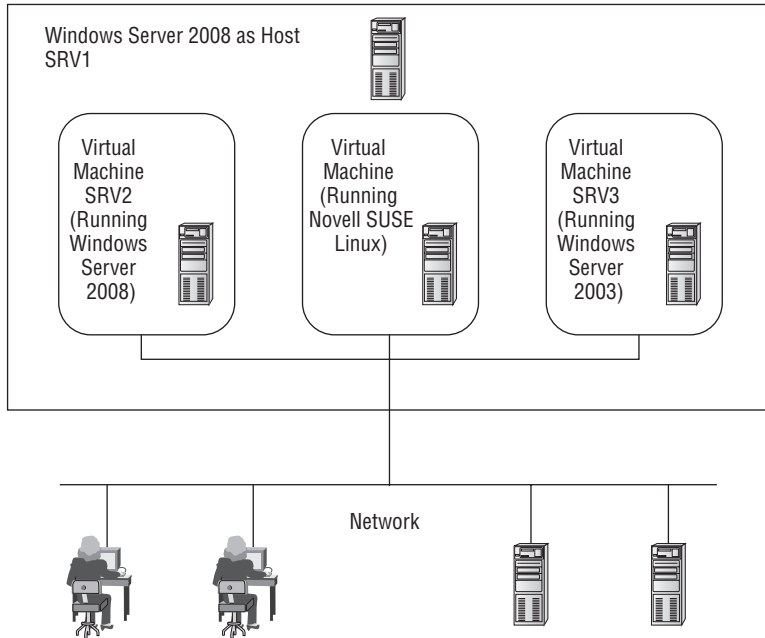 Windows Server 2008 as Host
SRV1
Virtual
Machine
SRV2
(Running
Windows
Server
2008)
Virtual
Machine
(Running
Novell SUSE
Linux)
Virtual
Machine
SRV3
(Running
Windows
Server
2003)
Network